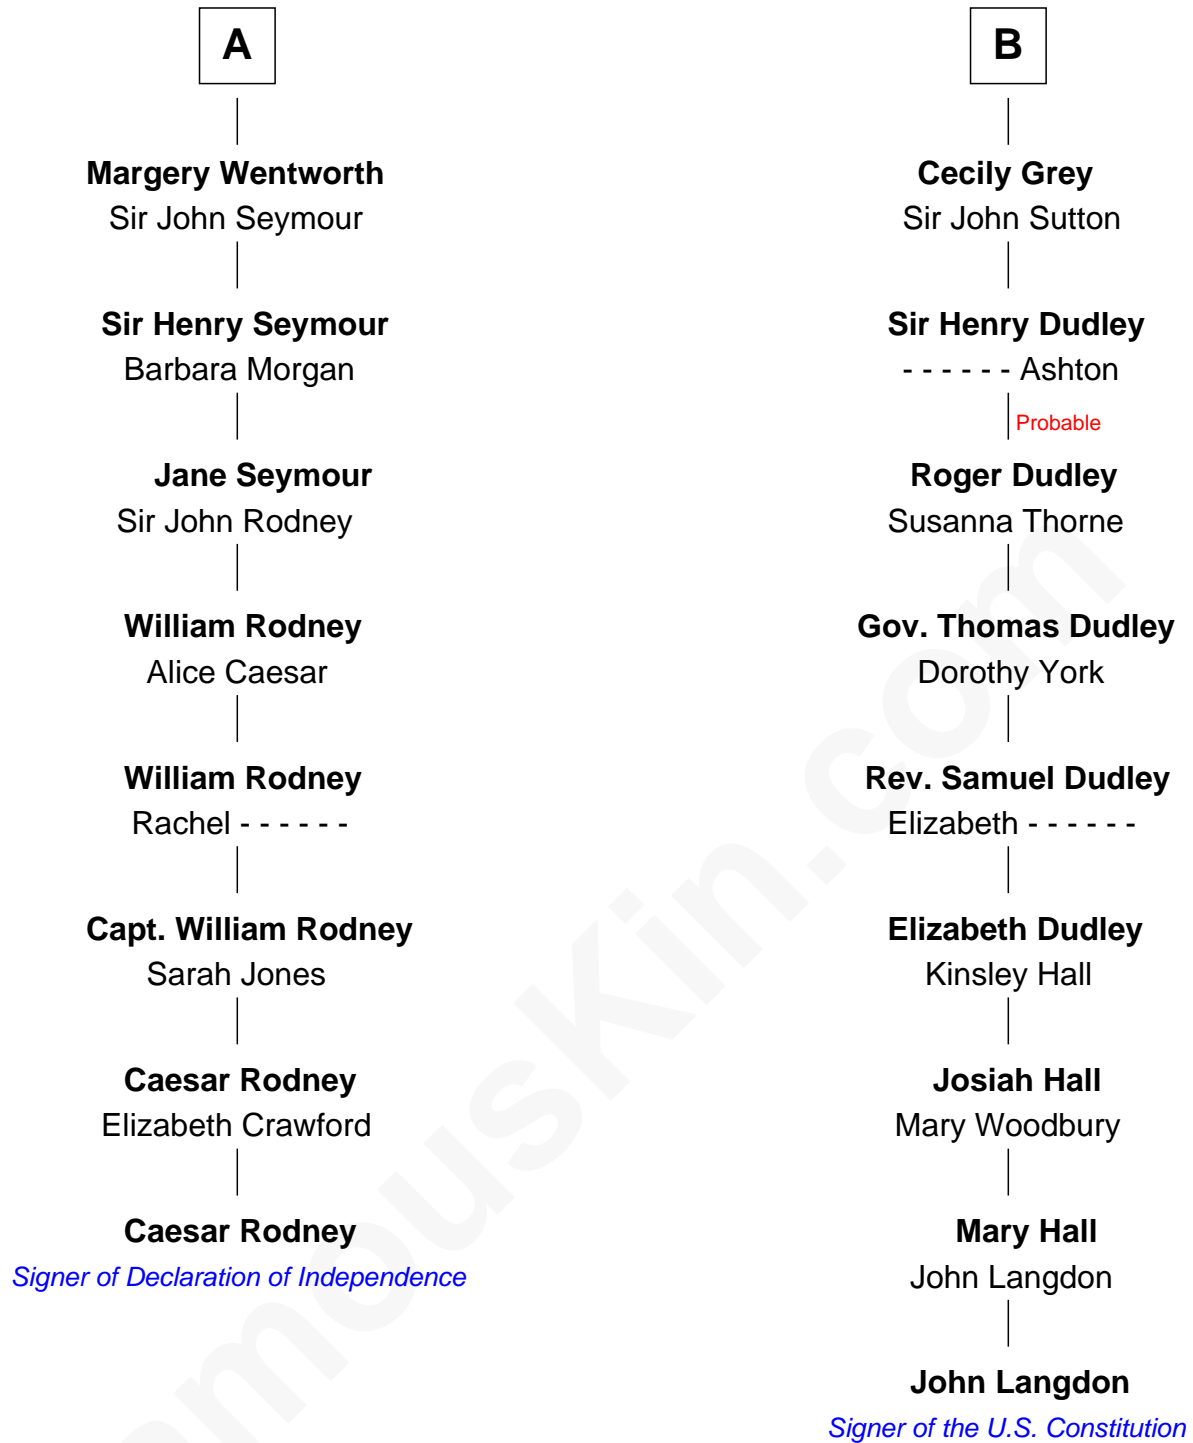 A
Margery Wentworth
Sir John Seymour
Sir Henry Seymour
Barbara Morgan
Jane Seymour
Sir John Rodney
William Rodney
Alice Caesar
William Rodney
Rachel - - - - - -
Capt. William Rodney
Sarah Jones
Caesar Rodney
Elizabeth Crawford
Caesar Rodney
Signer of Declaration of Independence
B
Cecily Grey
Sir John Sutton
Sir Henry Dudley
- - - - - - Ashton
Probable
Roger Dudley
Susanna Thorne
Gov. Thomas Dudley
Dorothy York
Rev. Samuel Dudley
Elizabeth - - - - - -
Elizabeth Dudley
Kinsley Hall
Josiah Hall
Mary Woodbury
Mary Hall
John Langdon
John Langdon
Signer of the U.S. Constitution
amousKin.com